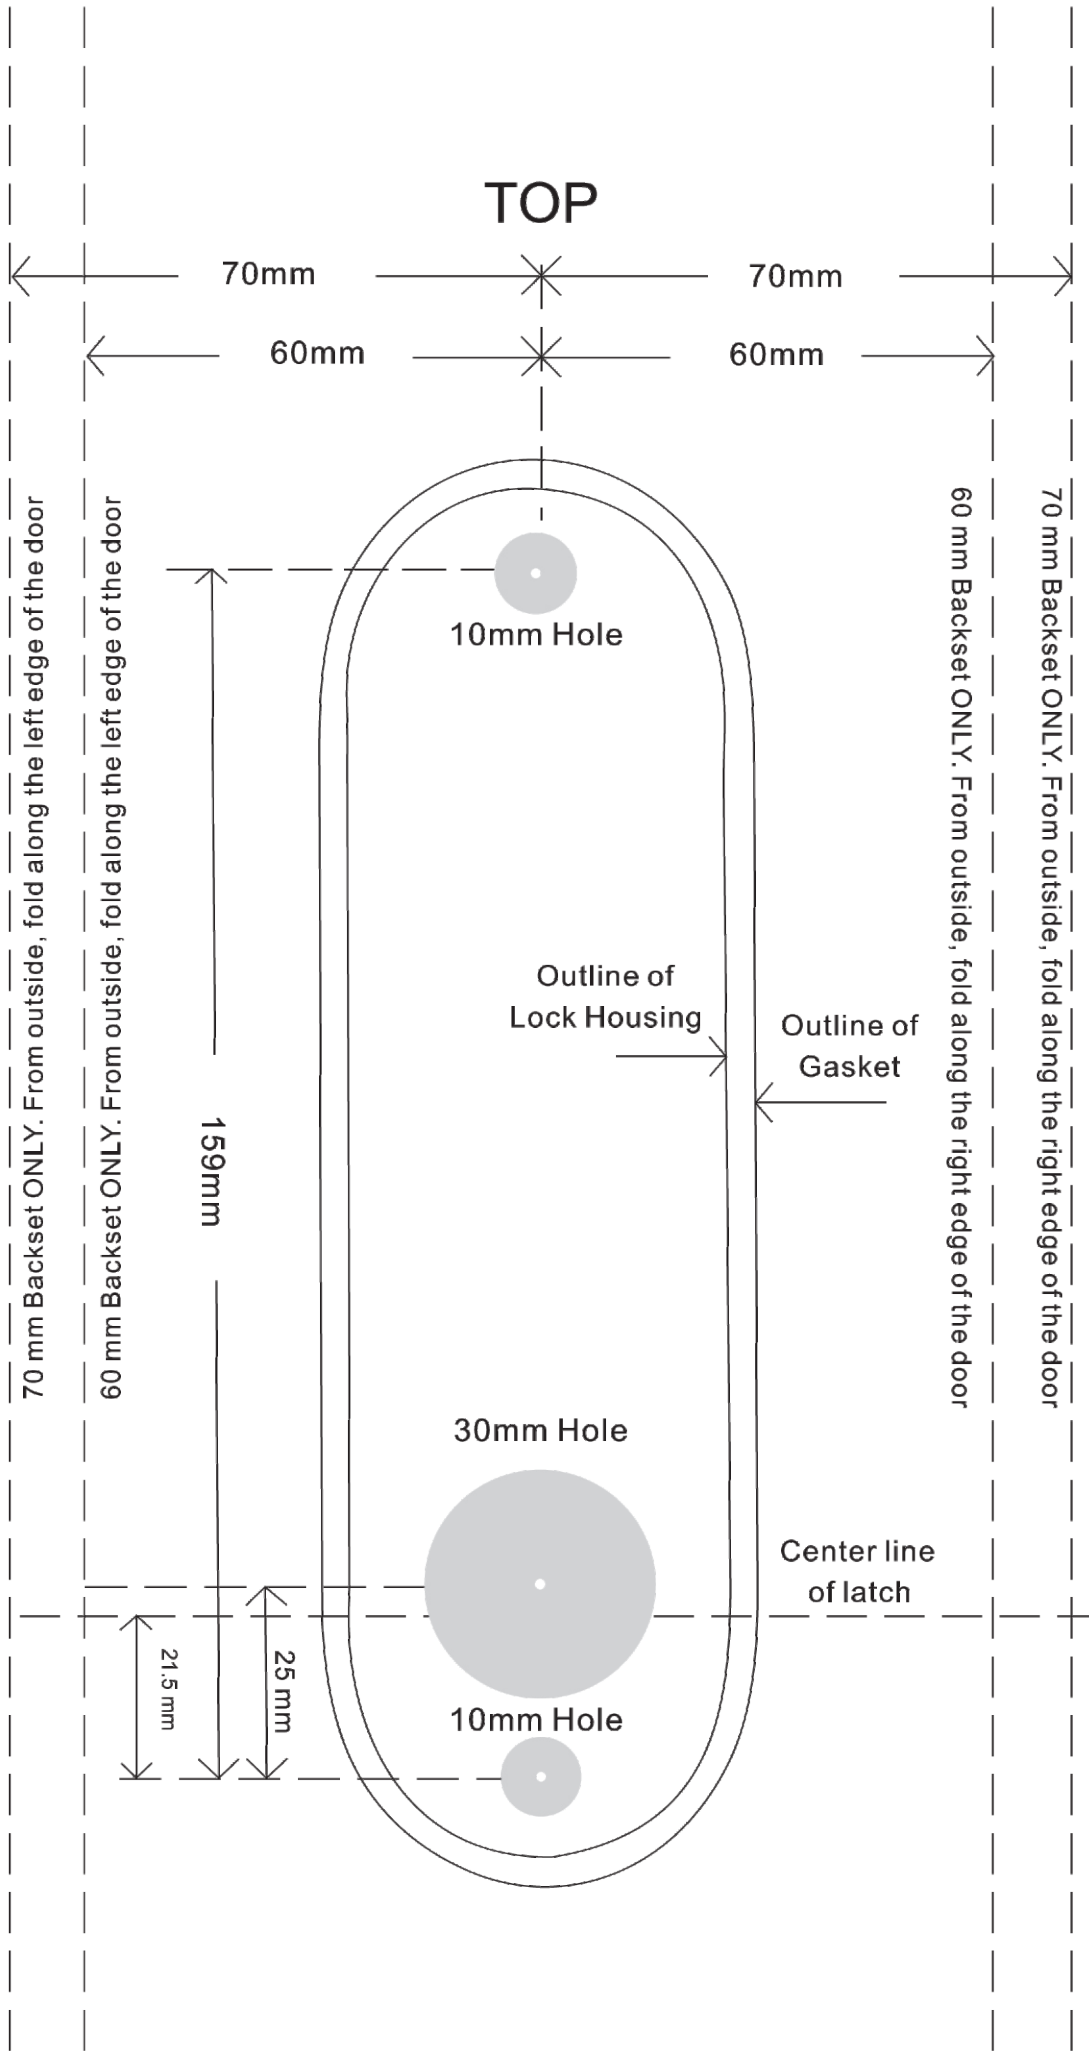 TOP
70mm
70mm
60mm
60mm
70 mm Backset ONLY. From outside, fold along the left edge of the door
60 mm Backset ONLY. From outside, fold along the left edge of the door
60 mm Backset ONLY. From outside, fold along the right edge of the door
70 mm Backset ONLY. From outside, fold along the right edge of the door
10mm Hole
Outline of
Lock Housing
Outline of
Gasket
159mm
30mm Hole
Center line
of latch
21.5 mm
25 mm
10mm Hole